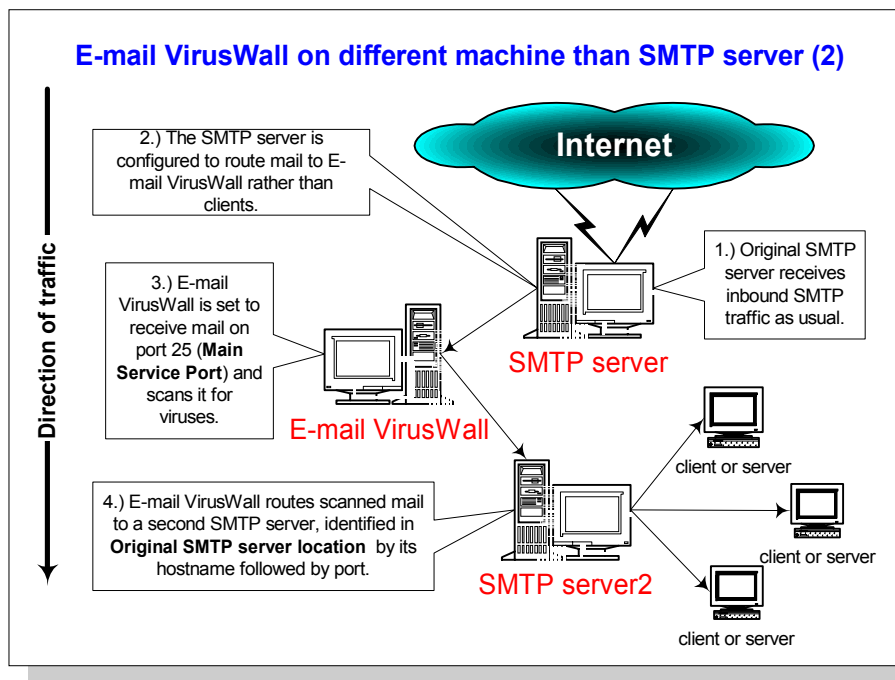 E-mail VirusWall on different machine than SMTP server (2)
Direction of traffic
2.) The SMTP server is
configured to route mail to E-
mail VirusWall rather than
clients.
Internet
1.) Original SMTP
server receives
inbound SMTP
traffic as usual.
SMTP server
3.) E-mail
VirusWall is set to
receive mail on
port 25 (Main
Service Port) and
scans it for
viruses.
E-mail VirusWall
4.) E-mail VirusWall routes scanned mail
to a second SMTP server, identified in
Original SMTP server location by its
hostname followed by port.
SMTP server2
client or server
client or server
client or server